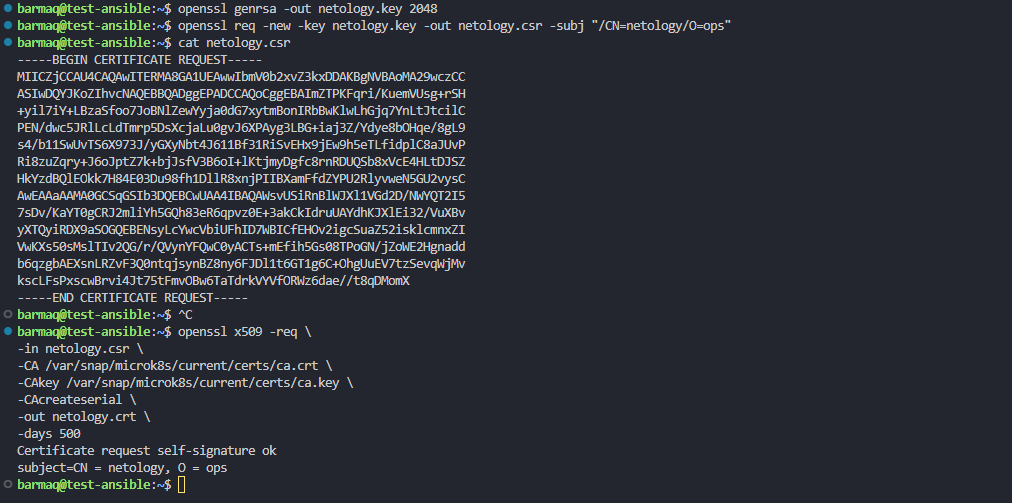 barmaq@test-ansible:~$ openssl genrsa -out netology.key 2048
barmaq@test-ansible:~$ openssl req -new -key netology.key -out netology.csr -subj "/CN=netology/O=ops"
barmaq@test-ansible:~$ cat netology.csr
-----BEGIN CERTIFICATE REQUEST-----
MIICZjCCAU4CAQAwITERMA8GA1UEAwwIbmV0b2xvZ3kxDDAKBgNVBAoMA29wczCC
ASIwDQYJKoZIhvcNAQEBBQADggEPADCCAQoCggEBAImZTPKFqri/KuemVUsg+rSH
+yil7iY+LBzaSfoo7JoBNlZewYyja0dG7xytmBonIRbBwKlwLhGjq7YnLtJtcilC
PEN/dwc5JRlLcLdTmrp5DsXcjaLu0gvJ6XPAyg3LBG+iaj3Z/Ydye8bOHqe/8gL9
s4/b11SwUvTS6X973J/yGXyNbt4J611Bf31RiSvEHx9jEw9h5eTLfidplC8aJUvP
Ri8zuZqry+J6oJptZ7k+bjJsfV3B6oI+lKtjmyDgfc8rnRDUQSb8xVcE4HLtDJSZ
HkYzdBQlEOkk7H84E03Du98fh1DllR8xnjPIIBXamFfdZYPU2RlyvweN5GU2vysC
AwEAAaAAMA0GCSqGSIb3DQEBCwUAA4IBAQAWsvUSiRnBlWJXl1VGd2D/NWYQT2I5
7sDv/KaYT0gCRJ2mliYh5GQh83eR6qpvz0E+3akCkIdruUAYdhKJXlEi32/VuXBv
yXTQyiRDX9aSOGQEBENsyLcYwcVbiUFhID7WBICfEHOv2igcSuaZ52isklcmnxZI
VwKXs50sMslTIv2QG/r/QVynYFQwC0yACTs+mEfih5Gs08TPoGN/jZoWE2Hgnadd
b6qzgbAEXsnLRZvF3Q0ntqjsynBZ8ny6FJDl1t6GT1g6C+OhgUuEV7tzSevqWjMv
kscLFsPxscwBrvi4Jt75tFmvOBw6TaTdrkVYVfORWz6dae//t8qDMomX
-----END CERTIFICATE REQUEST-----
barmaq@test-ansible:~$ ^C
barmaq@test-ansible:~$ openssl x509 -req \
-in netology.csr \
-CA /var/snap/microk8s/current/certs/ca.crt \
-CAkey /var/snap/microk8s/current/certs/ca.key \
-CAcreateserial \
-out netology.crt \
-days 500
Certificate request self-signature ok
subject=CN = netology, O = ops
barmaq@test-ansible:~$